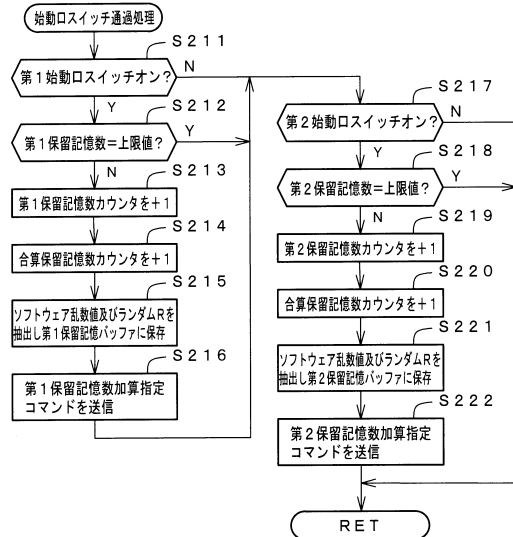 始動口スイッチ通過処理
S211
第1始動口スイッチオン?
N
Y
S212
第1保留記憶数=上限値?
Y
N
S213
第1保留記憶数カウンタを+1
S214
合算保留記憶数カウンタを+1
S215
ソフトウェア乱数値及びランダムRを
抽出し第1保留記憶バッファに保存
S216
第1保留記憶数加算指定
コマンドを送信
S217
第2始動口スイッチオン?
N
Y
S218
第2保留記憶数=上限値?
Y
N
S219
第2保留記憶数カウンタを+1
S220
合算保留記憶数カウンタを+1
S221
ソフトウェア乱数値及びランダムRを
抽出し第2保留記憶バッファに保存
S222
第2保留記憶数加算指定
コマンドを送信
RET